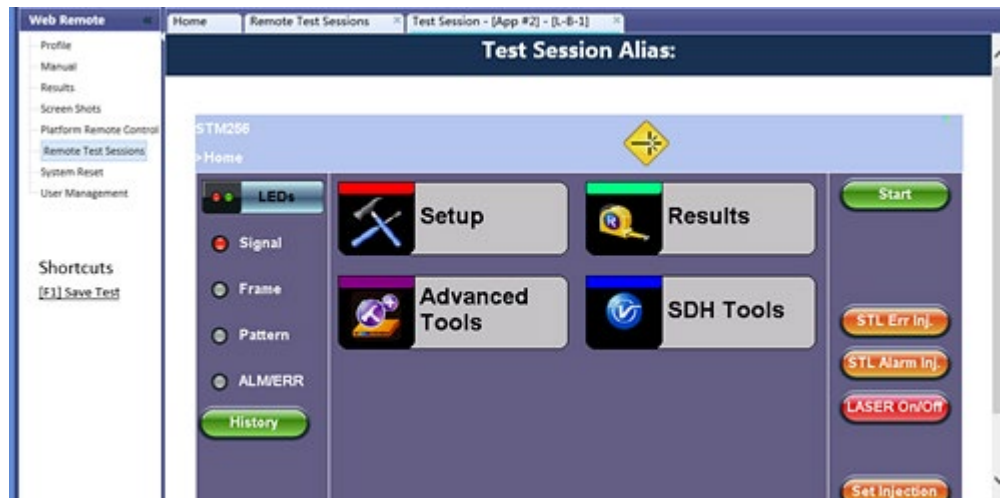 Web Remote
Profile
Manual
Results
Screen Shots
Platform Remote Control
Remote Test Sessions
System Reset
User Management
Shortcuts
[F1] Save Test
Home
Remote Test Sessions
Test Session - [App #2] - [L-B-1]
Test Session Alias:
STM256
>Home
LEDs
Signal
Frame
Pattern
ALM/ERR
History
Setup
Results
Advanced
Tools
SDH Tools
Start
STL Err Inj.
STL Alarm Inj.
LASER On/Off
Set Injection